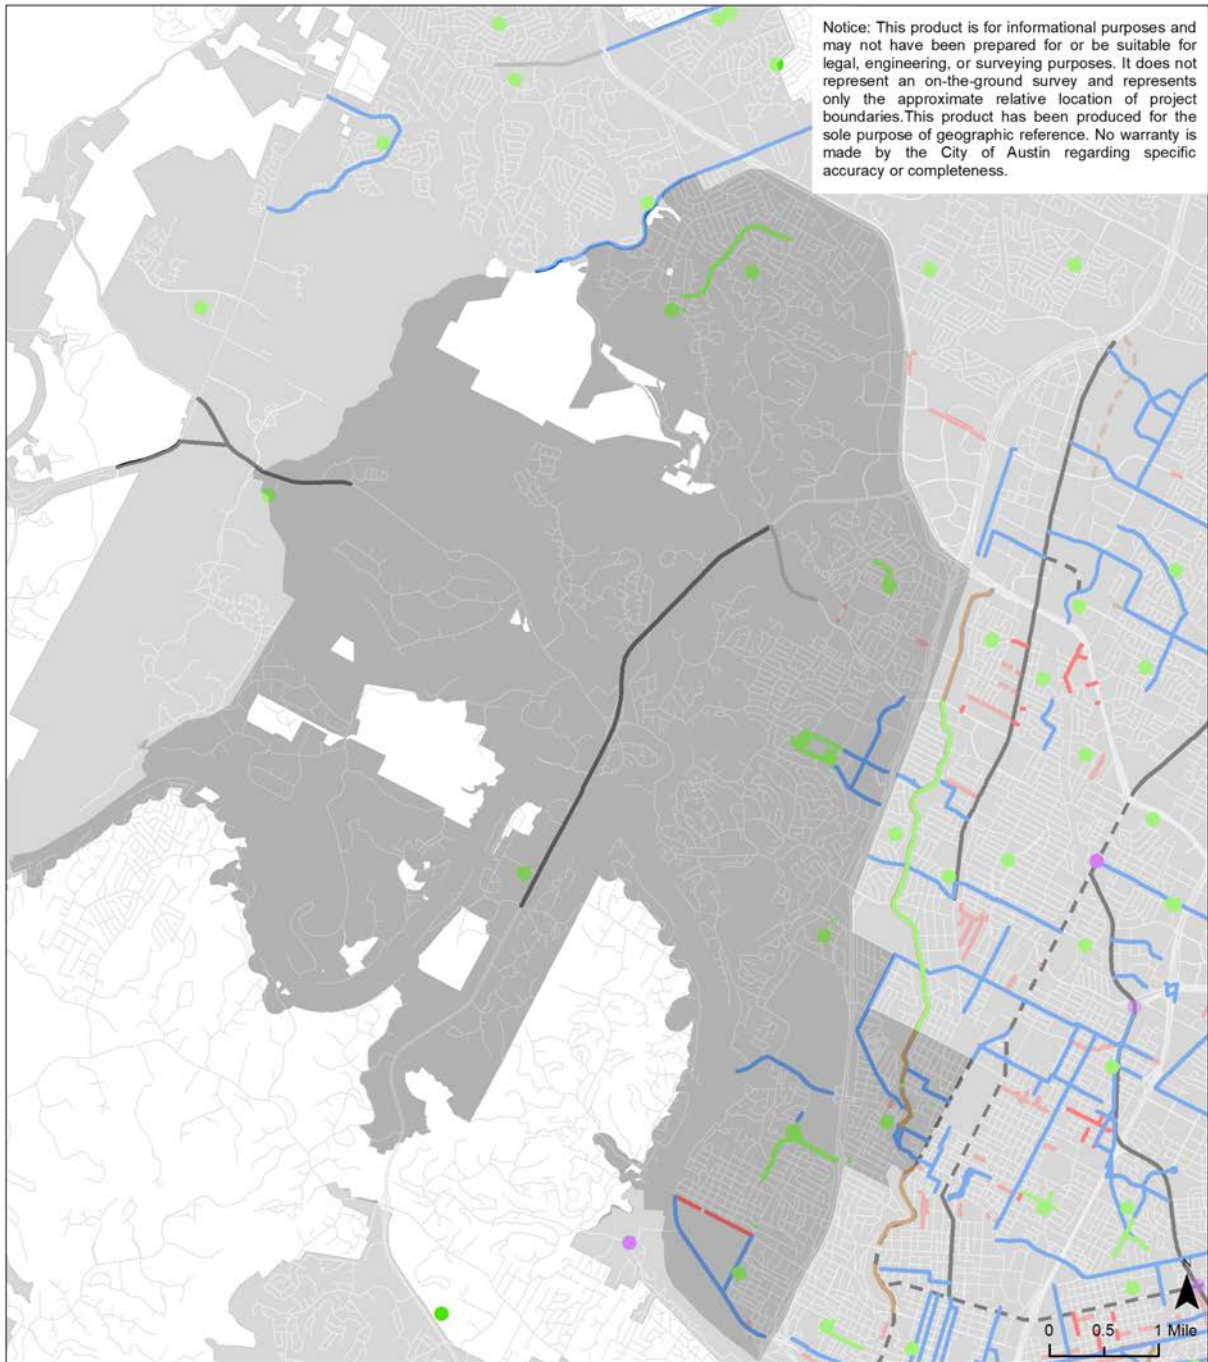 Notice: This product is for informational purposes and
may not have been prepared for or be suitable for
legal, engineering, or surveying purposes. It does not
represent an on-the-ground survey and represents
only the approximate relative location of project
boundaries.This product has been produced for the
sole purpose of geographic reference. No warranty is
made by the City of Austin regarding specific
accuracy or completeness.
N
0 0.5 1 Mile